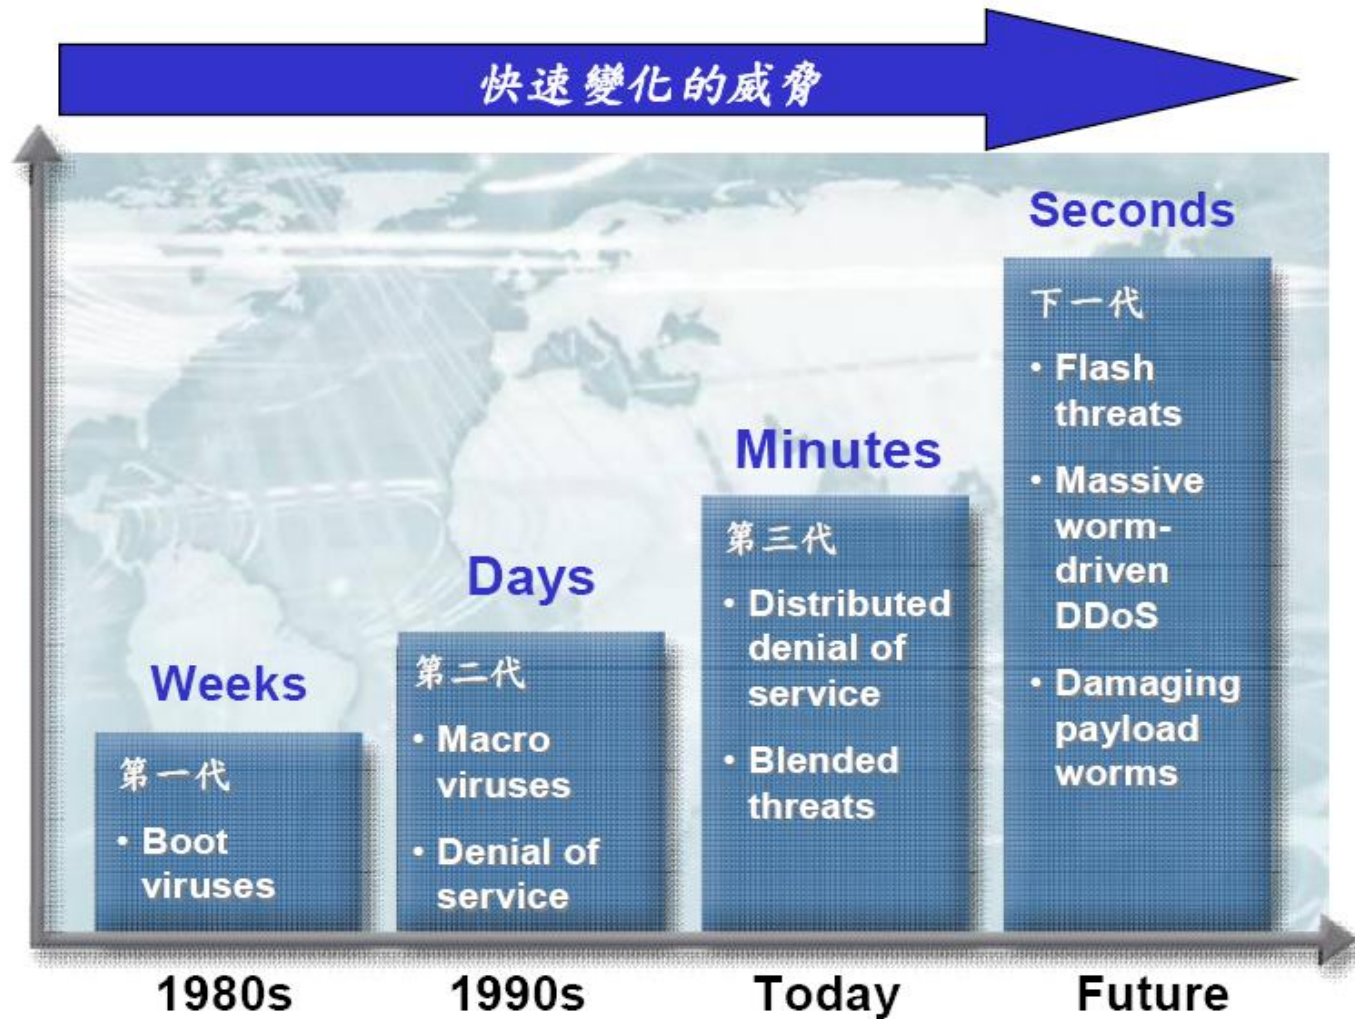 快速變化的威脅
Weeks
第一代
• Boot
viruses
1980s
Days
第二代
• Macro
viruses
• Denial of
service
1990s
Minutes
第三代
• Distributed
denial of
service
• Blended
threats
Today
Seconds
下一代
• Flash
threats
• Massive
worm-
driven
DDoS
• Damaging
payload
worms
Future